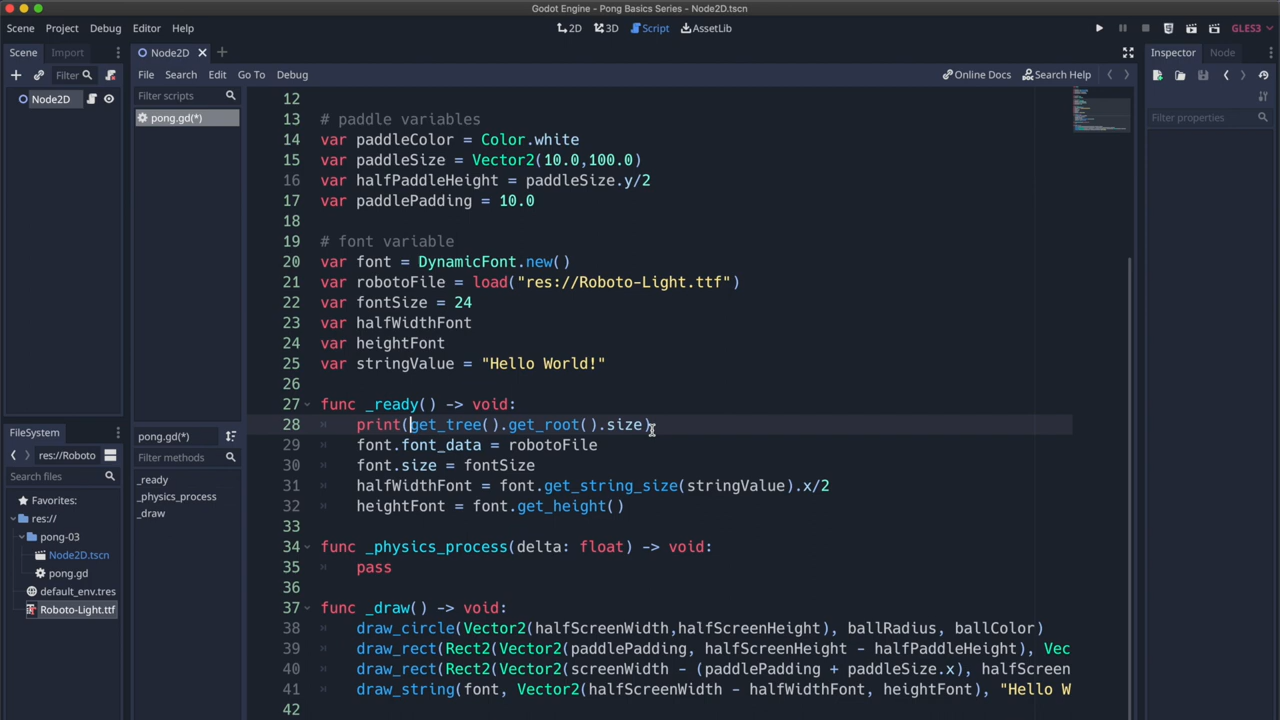 Godot Engine - Pong Basics Series - Node2D.tscn
Scene Project Debug Editor Help
2D 3D Script AssetLib
GLES3
Scene Import
Filter
Node2D
Node2D
File Search Edit Go To Debug
Online Docs Search Help
Filter scripts
pong.gd(*)
pong.gd(*)
Filter methods
_ready
_physics_process
_draw
12
13 # paddle variables
14 var paddleColor = Color.white
15 var paddleSize = Vector2(10.0,100.0)
16 var halfPaddleHeight = paddleSize.y/2
17 var paddlePadding = 10.0
18
19 # font variable
20 var font = DynamicFont.new()
21 var robotoFile = load("res://Roboto-Light.ttf")
22 var fontSize = 24
23 var halfWidthFont
24 var heightFont
25 var stringValue = "Hello World!"
26
27 func _ready() -> void:
28 print(get_tree().get_root().size)
29 font.font_data = robotoFile
30 font.size = fontSize
31 halfWidthFont = font.get_string_size(stringValue).x/2
32 heightFont = font.get_height()
33
34 func _physics_process(delta: float) -> void:
35 pass
36
37 func _draw() -> void:
38 draw_circle(Vector2(halfScreenWidth,halfScreenHeight), ballRadius, ballColor)
39 draw_rect(Rect2(Vector2(paddlePadding, halfScreenHeight - halfPaddleHeight), Vec
40 draw_rect(Rect2(Vector2(screenWidth - (paddlePadding + paddleSize.x), halfScreen
41 draw_string(font, Vector2(halfScreenWidth - halfWidthFont, heightFont), "Hello W
42
FileSystem
res://Roboto
Search files
Favorites:
res://
pong-03
Node2D.tscn
pong.gd
default_env.tres
Roboto-Light.ttf
Inspector Node
Filter properties